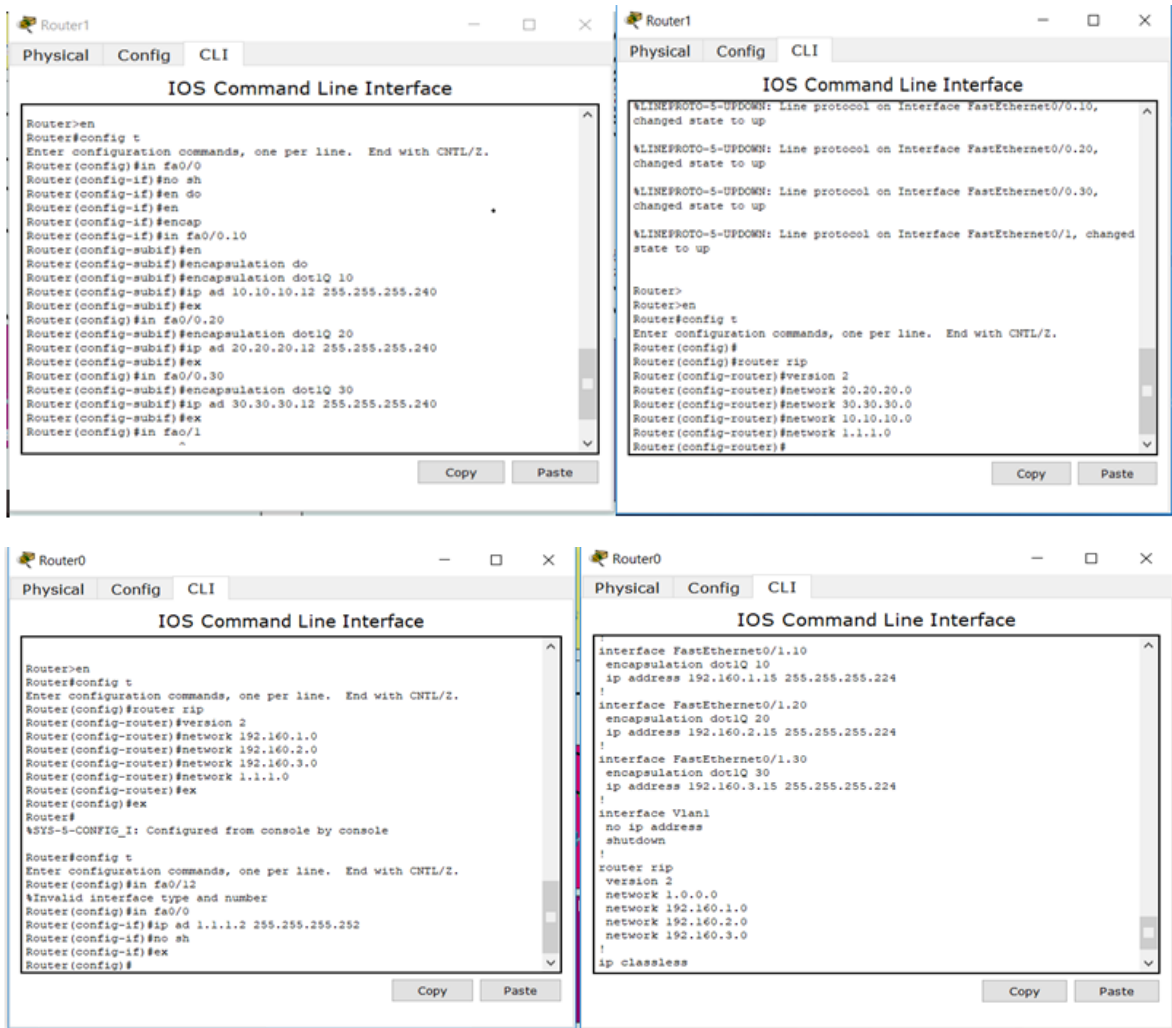 Router1
Physical Config CLI
IOS Command Line Interface
Router>en
Router#config t
Enter configuration commands, one per line. End with CNTL/Z.
Router(config)#in fa0/0
Router(config-if)#no sh
Router(config-if)#en do
Router(config-if)#en
Router(config-if)#encap
Router(config-if)#in fa0/0.10
Router(config-subif)#en
Router(config-subif)#encapsulation do
Router(config-subif)#encapsulation dot1Q 10
Router(config-subif)#ip ad 10.10.10.12 255.255.255.240
Router(config-subif)#ex
Router(config)#in fa0/0.20
Router(config-subif)#encapsulation dot1Q 20
Router(config-subif)#ip ad 20.20.20.12 255.255.255.240
Router(config-subif)#ex
Router(config)#in fa0/0.30
Router(config-subif)#encapsulation dot1Q 30
Router(config-subif)#ip ad 30.30.30.12 255.255.255.240
Router(config-subif)#ex
Router(config)#in fao/1
^
Copy Paste
Router1
Physical Config CLI
IOS Command Line Interface
%LINEPROTO-5-UPDOWN: Line protocol on Interface FastEthernet0/0.10,
changed state to up
%LINEPROTO-5-UPDOWN: Line protocol on Interface FastEthernet0/0.20,
changed state to up
%LINEPROTO-5-UPDOWN: Line protocol on Interface FastEthernet0/0.30,
changed state to up
%LINEPROTO-5-UPDOWN: Line protocol on Interface FastEthernet0/1, changed
state to up
Router>
Router>en
Router#config t
Enter configuration commands, one per line. End with CNTL/Z.
Router(config)#
Router(config)#router rip
Router(config-router)#version 2
Router(config-router)#network 20.20.20.0
Router(config-router)#network 30.30.30.0
Router(config-router)#network 10.10.10.0
Router(config-router)#network 1.1.1.0
Router(config-router)#
Copy Paste
Router0
Physical Config CLI
IOS Command Line Interface
Router>en
Router#config t
Enter configuration commands, one per line. End with CNTL/Z.
Router(config)#router rip
Router(config-router)#version 2
Router(config-router)#network 192.160.1.0
Router(config-router)#network 192.160.2.0
Router(config-router)#network 192.160.3.0
Router(config-router)#network 1.1.1.0
Router(config-router)#ex
Router(config)#ex
Router#
%SYS-5-CONFIG_I: Configured from console by console
Router#config t
Enter configuration commands, one per line. End with CNTL/Z.
Router(config)#in fa0/12
%Invalid interface type and number
Router(config)#in fa0/0
Router(config-if)#ip ad 1.1.1.2 255.255.255.252
Router(config-if)#no sh
Router(config-if)#ex
Router(config)#
Copy Paste
Router0
Physical Config CLI
IOS Command Line Interface
!
interface FastEthernet0/1.10
encapsulation dot1Q 10
ip address 192.160.1.15 255.255.255.224
!
interface FastEthernet0/1.20
encapsulation dot1Q 20
ip address 192.160.2.15 255.255.255.224
!
interface FastEthernet0/1.30
encapsulation dot1Q 30
ip address 192.160.3.15 255.255.255.224
!
interface Vlan1
no ip address
shutdown
!
router rip
version 2
network 1.0.0.0
network 192.160.1.0
network 192.160.2.0
network 192.160.3.0
!
ip classless
Copy Paste